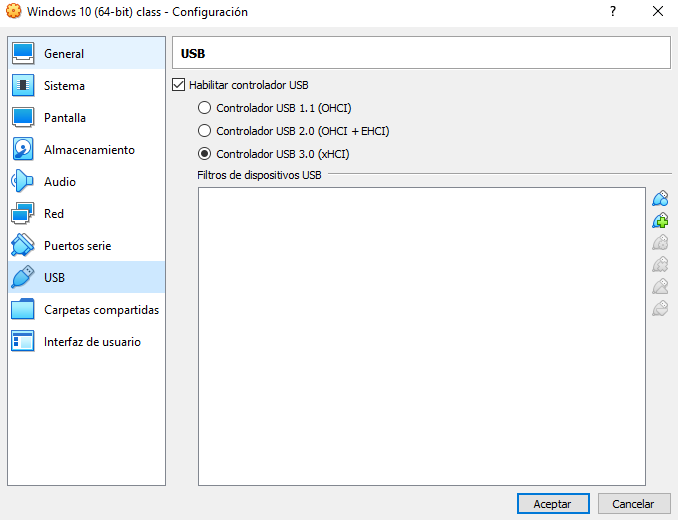 Windows 10 (64-bit) class - Configuración
?
General
Sistema
Pantalla
Almacenamiento
Audio
Red
Puertos serie
USB
Carpetas compartidas
Interfaz de usuario
USB
Habilitar controlador USB
Controlador USB 1.1 (OHCI)
Controlador USB 2.0 (OHCI + EHCI)
Controlador USB 3.0 (xHCI)
Filtros de dispositivos USB
Aceptar
Cancelar